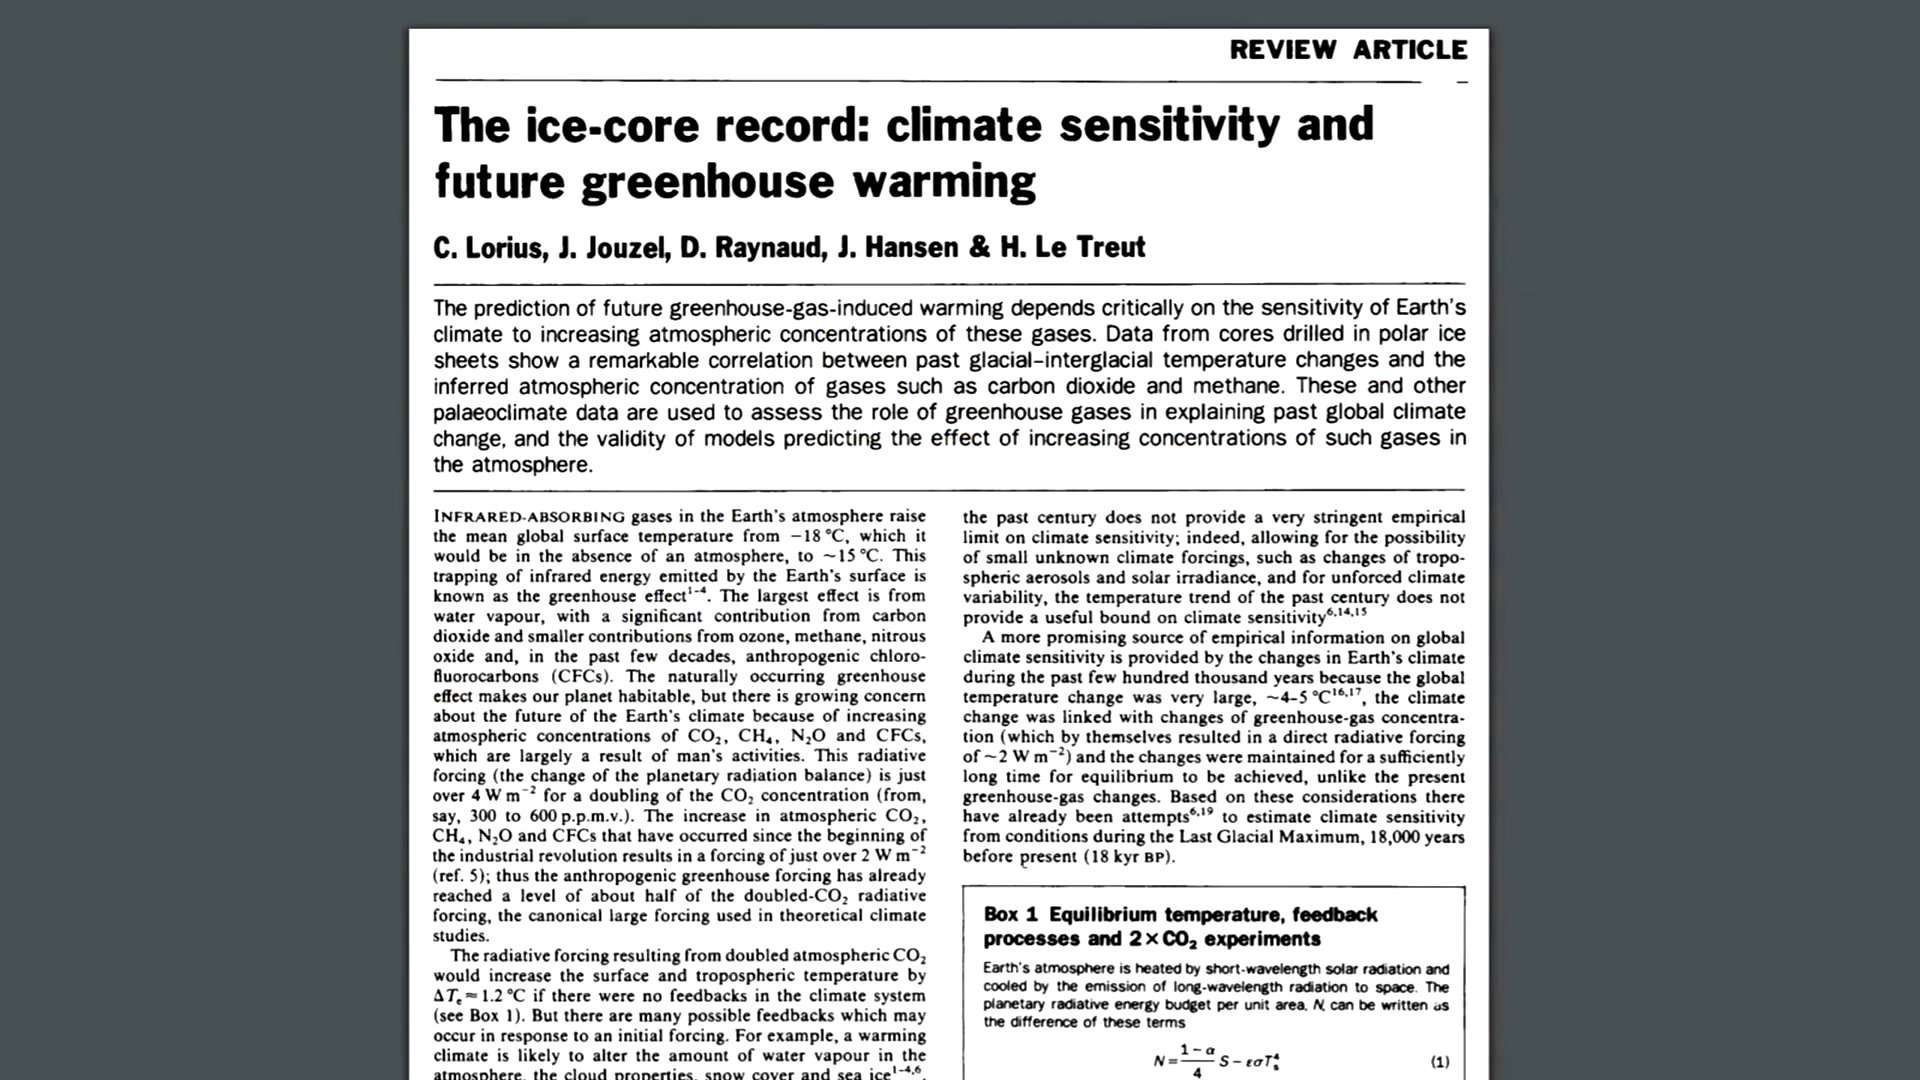 REVIEW ARTICLE
The ice-core record: climate sensitivity and
future greenhouse warming
C. Lorius, J. Jouzel, D. Raynaud, J. Hansen & H. Le Treut
The prediction of future greenhouse-gas-induced warming depends critically on the sensitivity of Earth's
climate to increasing atmospheric concentrations of these gases. Data from cores drilled in polar ice
sheets show a remarkable correlation between past glacial–interglacial temperature changes and the
inferred atmospheric concentration of gases such as carbon dioxide and methane. These and other
palaeoclimate data are used to assess the role of greenhouse gases in explaining past global climate
change, and the validity of models predicting the effect of increasing concentrations of such gases in
the atmosphere.
INFRARED-ABSORBING gases in the Earth's atmosphere raise
the mean global surface temperature from −18 °C, which it
would be in the absence of an atmosphere, to ~15 °C. This
trapping of infrared energy emitted by the Earth's surface is
known as the greenhouse effect¹⁻⁴. The largest effect is from
water vapour, with a significant contribution from carbon
dioxide and smaller contributions from ozone, methane, nitrous
oxide and, in the past few decades, anthropogenic chloro-
fluorocarbons (CFCs). The naturally occurring greenhouse
effect makes our planet habitable, but there is growing concern
about the future of the Earth's climate because of increasing
atmospheric concentrations of CO₂, CH₄, N₂O and CFCs,
which are largely a result of man's activities. This radiative
forcing (the change of the planetary radiation balance) is just
over 4 W m⁻² for a doubling of the CO₂ concentration (from,
say, 300 to 600 p.p.m.v.). The increase in atmospheric CO₂,
CH₄, N₂O and CFCs that have occurred since the beginning of
the industrial revolution results in a forcing of just over 2 W m⁻²
(ref. 5); thus the anthropogenic greenhouse forcing has already
reached a level of about half of the doubled-CO₂ radiative
forcing, the canonical large forcing used in theoretical climate
studies.
The radiative forcing resulting from doubled atmospheric CO₂
would increase the surface and tropospheric temperature by
ΔTₑ ≈ 1.2 °C if there were no feedbacks in the climate system
(see Box 1). But there are many possible feedbacks which may
occur in response to an initial forcing. For example, a warming
climate is likely to alter the amount of water vapour in the
atmosphere, the cloud properties, snow cover and sea ice¹⁻⁴,⁶.
the past century does not provide a very stringent empirical
limit on climate sensitivity; indeed, allowing for the possibility
of small unknown climate forcings, such as changes of tropo-
spheric aerosols and solar irradiance, and for unforced climate
variability, the temperature trend of the past century does not
provide a useful bound on climate sensitivity⁶,¹⁴,¹⁵
A more promising source of empirical information on global
climate sensitivity is provided by the changes in Earth's climate
during the past few hundred thousand years because the global
temperature change was very large, ~4–5 °C¹⁶,¹⁷, the climate
change was linked with changes of greenhouse-gas concentra-
tion (which by themselves resulted in a direct radiative forcing
of ~2 W m⁻²) and the changes were maintained for a sufficiently
long time for equilibrium to be achieved, unlike the present
greenhouse-gas changes. Based on these considerations there
have already been attempts⁶,¹⁹ to estimate climate sensitivity
from conditions during the Last Glacial Maximum, 18,000 years
before present (18 kyr BP).
Box 1 Equilibrium temperature, feedback
processes and 2×CO₂ experiments
Earth's atmosphere is heated by short-wavelength solar radiation and
cooled by the emission of long-wavelength radiation to space. The
planetary radiative energy budget per unit area, N, can be written as
the difference of these terms
N = (1−α)/4 S − εσTₛ⁴ (1)